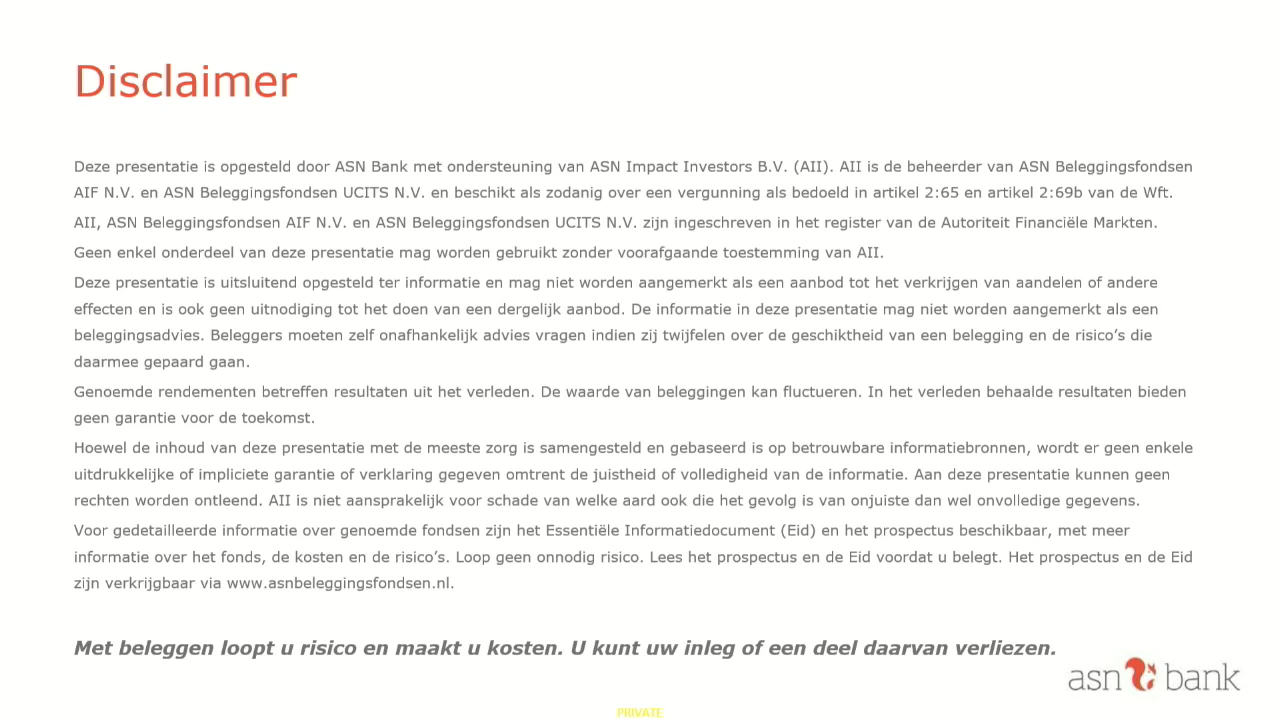 Disclaimer
Deze presentatie is opgesteld door ASN Bank met ondersteuning van ASN Impact Investors B.V. (AII). AII is de beheerder van ASN Beleggingsfondsen
AIF N.V. en ASN Beleggingsfondsen UCITS N.V. en beschikt als zodanig over een vergunning als bedoeld in artikel 2:65 en artikel 2:69b van de Wft.
AII, ASN Beleggingsfondsen AIF N.V. en ASN Beleggingsfondsen UCITS N.V. zijn ingeschreven in het register van de Autoriteit Financiële Markten.
Geen enkel onderdeel van deze presentatie mag worden gebruikt zonder voorafgaande toestemming van AII.
Deze presentatie is uitsluitend opgesteld ter informatie en mag niet worden aangemerkt als een aanbod tot het verkrijgen van aandelen of andere
effecten en is ook geen uitnodiging tot het doen van een dergelijk aanbod. De informatie in deze presentatie mag niet worden aangemerkt als een
beleggingsadvies. Beleggers moeten zelf onafhankelijk advies vragen indien zij twijfelen over de geschiktheid van een belegging en de risico’s die
daarmee gepaard gaan.
Genoemde rendementen betreffen resultaten uit het verleden. De waarde van beleggingen kan fluctueren. In het verleden behaalde resultaten bieden
geen garantie voor de toekomst.
Hoewel de inhoud van deze presentatie met de meeste zorg is samengesteld en gebaseerd is op betrouwbare informatiebronnen, wordt er geen enkele
uitdrukkelijke of impliciete garantie of verklaring gegeven omtrent de juistheid of volledigheid van de informatie. Aan deze presentatie kunnen geen
rechten worden ontleend. AII is niet aansprakelijk voor schade van welke aard ook die het gevolg is van onjuiste dan wel onvolledige gegevens.
Voor gedetailleerde informatie over genoemde fondsen zijn het Essentiële Informatiedocument (Eid) en het prospectus beschikbaar, met meer
informatie over het fonds, de kosten en de risico’s. Loop geen onnodig risico. Lees het prospectus en de Eid voordat u belegt. Het prospectus en de Eid
zijn verkrijgbaar via www.asnbeleggingsfondsen.nl.
Met beleggen loopt u risico en maakt u kosten. U kunt uw inleg of een deel daarvan verliezen.
asn bank
PRIVATE